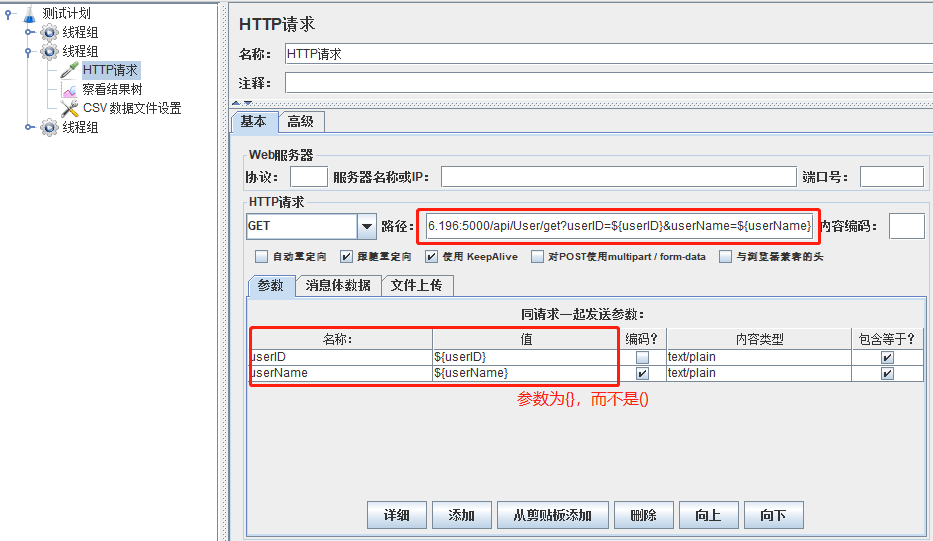 测试计划
线程组
线程组
HTTP请求
察看结果树
CSV 数据文件设置
线程组
HTTP请求
名称： HTTP请求
注释：
基本 高级
Web服务器
协议： 服务器名称或IP： 端口号：
HTTP请求
GET 路径： 6.196:5000/api/User/get?userID=${userID}&userName=${userName} 内容编码：
自动重定向 跟随重定向 使用 KeepAlive 对POST使用multipart / form-data 与浏览器兼容的头
参数 消息体数据 文件上传
同请求一起发送参数：
名称： 值 编码? 内容类型 包含等于?
userID ${userID} text/plain
userName ${userName} text/plain
参数为{}，而不是()
详细 添加 从剪贴板添加 删除 向上 向下